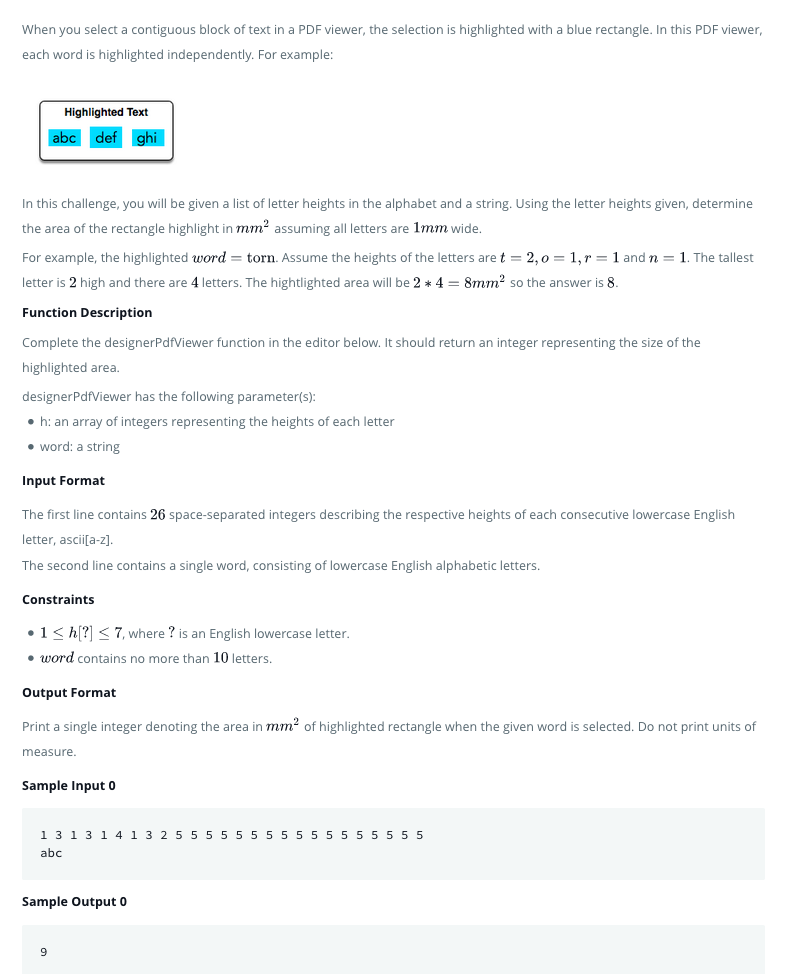 When you select a contiguous block of text in a PDF viewer, the selection is highlighted with a blue rectangle. In this PDF viewer,
each word is highlighted independently. For example:
Highlighted Text
abc def ghi
In this challenge, you will be given a list of letter heights in the alphabet and a string. Using the letter heights given, determine
the area of the rectangle highlight in mm² assuming all letters are 1mm wide.
For example, the highlighted word = torn. Assume the heights of the letters are t = 2, o = 1, r = 1 and n = 1. The tallest
letter is 2 high and there are 4 letters. The hightlighted area will be 2 * 4 = 8mm² so the answer is 8.
Function Description
Complete the designerPdfViewer function in the editor below. It should return an integer representing the size of the
highlighted area.
designerPdfViewer has the following parameter(s):
• h: an array of integers representing the heights of each letter
• word: a string
Input Format
The first line contains 26 space-separated integers describing the respective heights of each consecutive lowercase English
letter, ascii[a-z].
The second line contains a single word, consisting of lowercase English alphabetic letters.
Constraints
• 1 ≤ h[?] ≤ 7, where ? is an English lowercase letter.
• word contains no more than 10 letters.
Output Format
Print a single integer denoting the area in mm² of highlighted rectangle when the given word is selected. Do not print units of
measure.
Sample Input 0
1 3 1 3 1 4 1 3 2 5 5 5 5 5 5 5 5 5 5 5 5 5 5 5 5 5
abc
Sample Output 0
9